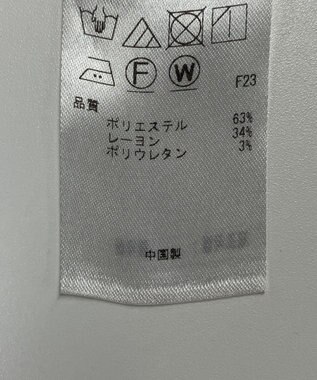 F W
F23
品質
ポリエステル 63%
レーヨン 34%
ポリウレタン 3%
中国製